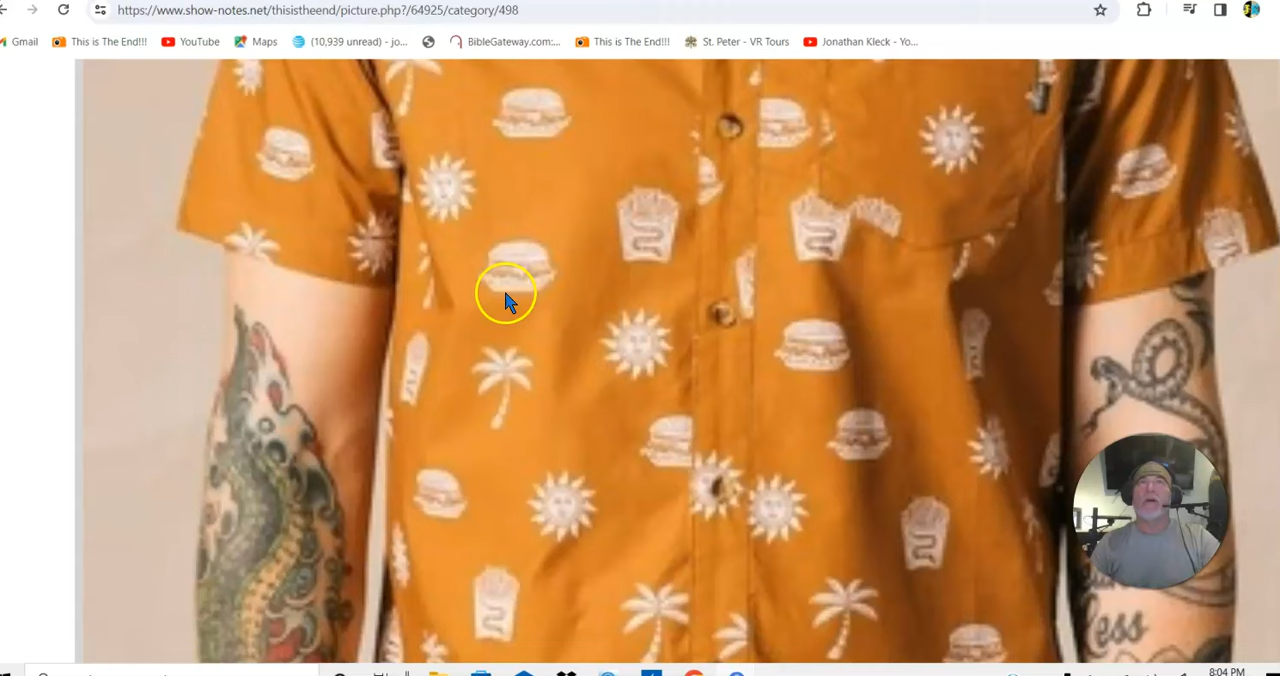 https://www.show-notes.net/thisistheend/picture.php?/64925/category/498
Gmail This is The End!!! YouTube Maps (10,939 unread) - jo... BibleGateway.com:... This is The End!!! St. Peter - VR Tours Jonathan Kleck - Yo...
ess
8:04 PM